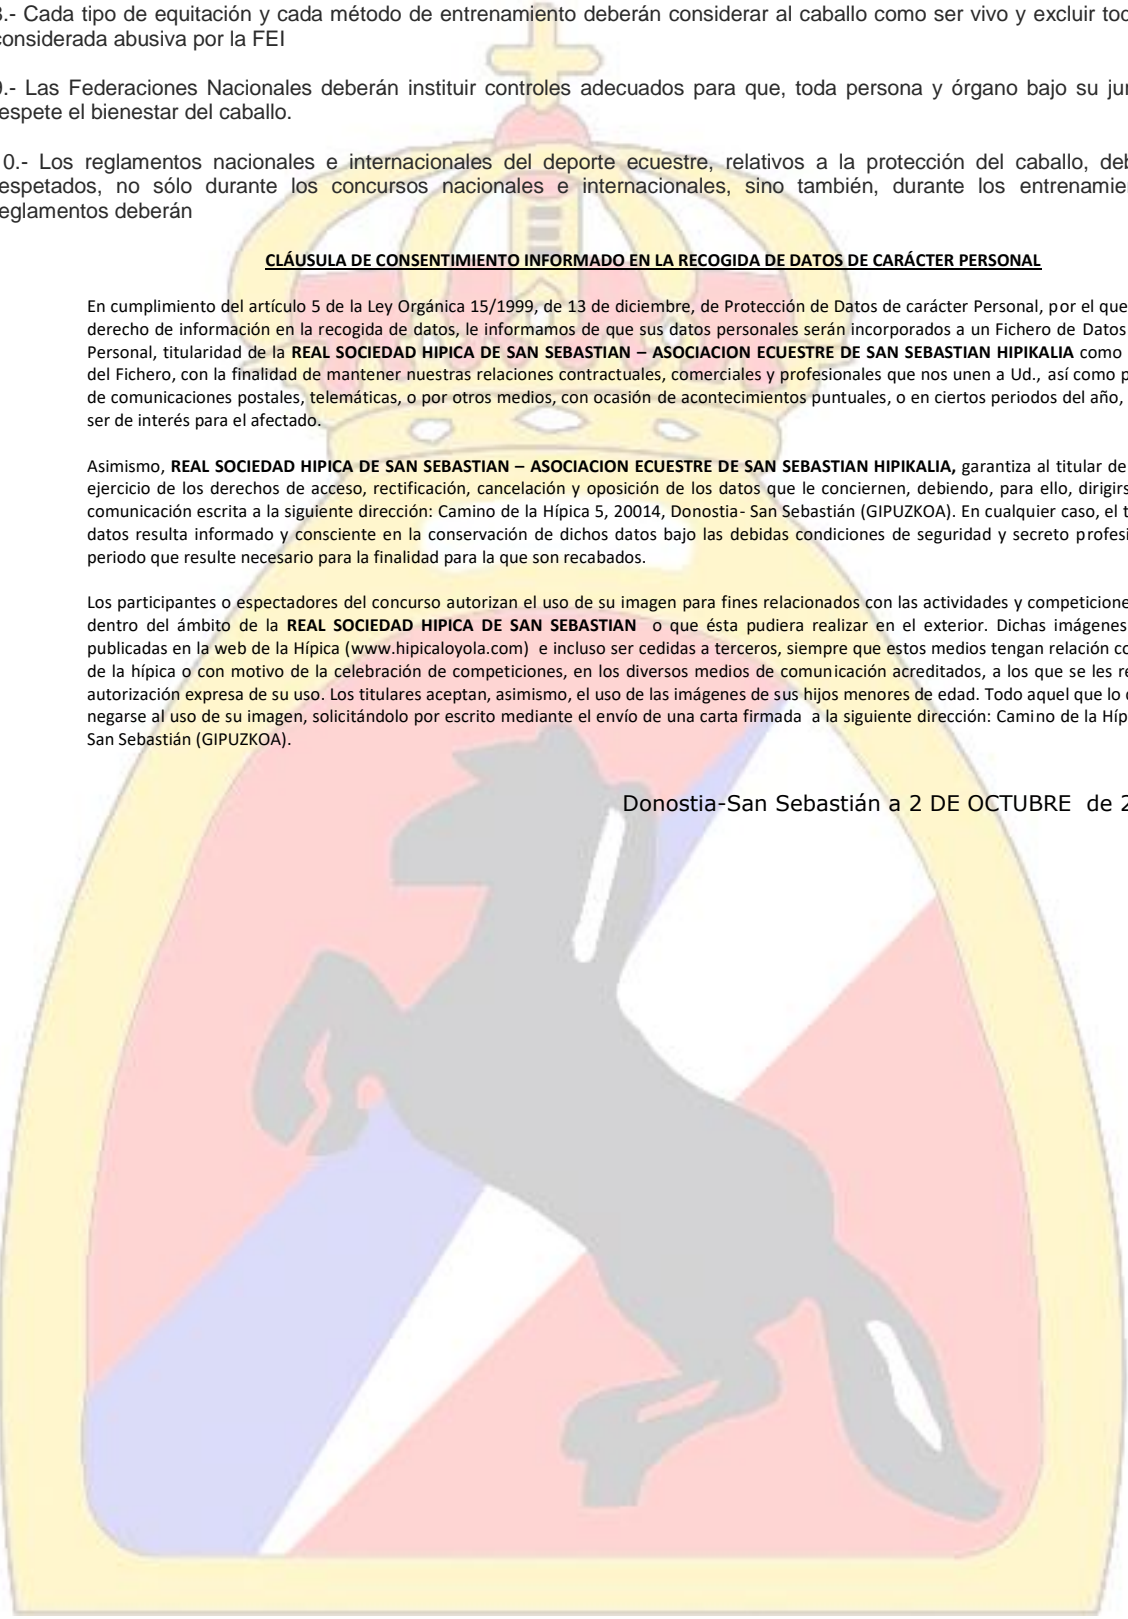 .- Cada tipo de equitación y cada método de entrenamiento deberán considerar al caballo como ser vivo y excluir
considerada abusiva por la FEI
.- Las Federaciones Nacionales deberán instituir controles adecuados para que, toda persona y órgano bajo su
espete el bienestar del caballo.
0.- Los reglamentos nacionales e internacionales del deporte ecuestre, relativos a la protección del caballo,
espetados, no sólo durante los concursos nacionales e internacionales, sino también, durante los
eglamentos deberán
CLÁUSULA DE CONSENTIMIENTO INFORMADO EN LA RECOGIDA DE DATOS DE CARÁCTER PERSONAL
En cumplimiento del artículo 5 de la Ley Orgánica 15/1999, de 13 de diciembre, de Protección de Datos de carácter Personal, por el que
derecho de información en la recogida de datos, le informamos de que sus datos personales serán incorporados a un Fichero de Datos
Personal, titularidad de la REAL SOCIEDAD HIPICA DE SAN SEBASTIAN – ASOCIACION ECUESTRE DE SAN SEBASTIAN HIPIKALIA como
del Fichero, con la finalidad de mantener nuestras relaciones contractuales, comerciales y profesionales que nos unen a Ud., así como p
de comunicaciones postales, telemáticas, o por otros medios, con ocasión de acontecimientos puntuales, o en ciertos periodos del año,
ser de interés para el afectado.
Asimismo, REAL SOCIEDAD HIPICA DE SAN SEBASTIAN – ASOCIACION ECUESTRE DE SAN SEBASTIAN HIPIKALIA, garantiza al titular de
ejercicio de los derechos de acceso, rectificación, cancelación y oposición de los datos que le conciernen, debiendo, para ello, dirigirs
comunicación escrita a la siguiente dirección: Camino de la Hípica 5, 20014, Donostia- San Sebastián (GIPUZKOA). En cualquier caso, el t
datos resulta informado y consciente en la conservación de dichos datos bajo las debidas condiciones de seguridad y secreto profesi
periodo que resulte necesario para la finalidad para la que son recabados.
Los participantes o espectadores del concurso autorizan el uso de su imagen para fines relacionados con las actividades y competicione
dentro del ámbito de la REAL SOCIEDAD HIPICA DE SAN SEBASTIAN o que ésta pudiera realizar en el exterior. Dichas imágenes
publicadas en la web de la Hípica (www.hipicaloyola.com) e incluso ser cedidas a terceros, siempre que estos medios tengan relación co
de la hípica o con motivo de la celebración de competiciones, en los diversos medios de comunicación acreditados, a los que se les re
autorización expresa de su uso. Los titulares aceptan, asimismo, el uso de las imágenes de sus hijos menores de edad. Todo aquel que lo
negarse al uso de su imagen, solicitándolo por escrito mediante el envío de una carta firmada a la siguiente dirección: Camino de la Híp
San Sebastián (GIPUZKOA).
Donostia-San Sebastián a 2 DE OCTUBRE de 2